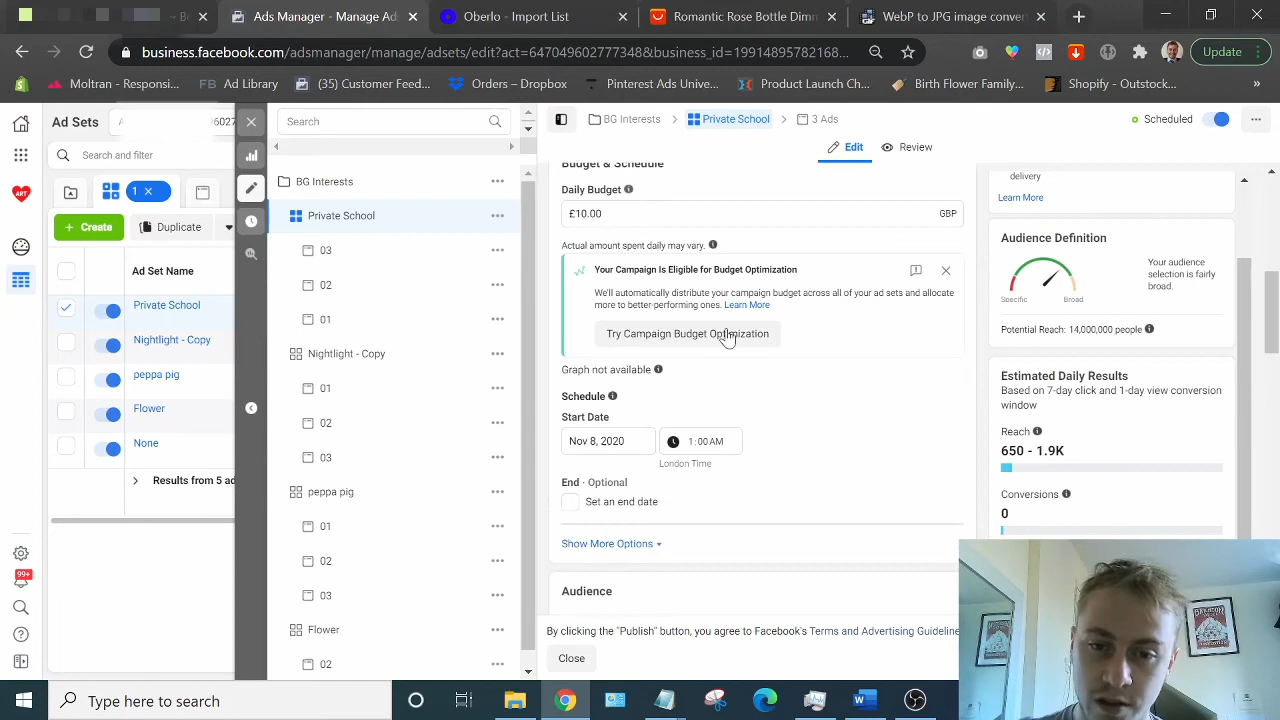 Ads Manager - Manage Ads
Oberlo - Import List
Romantic Rose Bottle Dimm
WebP to JPG image conver
business.facebook.com/adsmanager/manage/adsets/edit?act=647049602777348&business_id=19914895782168...
Update
Moltran - Responsi...
FB Ad Library
(35) Customer Feed...
Orders – Dropbox
Pinterest Ads Unive...
Product Launch Ch...
Birth Flower Family...
Shopify - Outstock...
Ad Sets
Search
BG Interests
Private School
3 Ads
Scheduled
Search and filter
Edit
Review
1
Create
Duplicate
Ad Set Name
Private School
Nightlight - Copy
peppa pig
Flower
None
Results from 5 ad
99+
BG Interests
Private School
03
02
01
Nightlight - Copy
01
02
03
peppa pig
01
02
03
Flower
02
Budget & Schedule
Daily Budget
£10.00
GBP
Actual amount spent daily may vary.
Your Campaign Is Eligible for Budget Optimization
We'll automatically distribute your campaign budget across all of your ad sets and allocate
more to better-performing ones. Learn More
Try Campaign Budget Optimization
Graph not available
Schedule
Start Date
Nov 8, 2020
1:00AM
London Time
End · Optional
Set an end date
Show More Options
Audience
By clicking the "Publish" button, you agree to Facebook's Terms and Advertising Guideline
Close
delivery
Learn More
Audience Definition
Your audience
selection is fairly
broad.
Specific
Broad
Potential Reach: 14,000,000 people
Estimated Daily Results
Based on 7-day click and 1-day view conversion
window
Reach
650 - 1.9K
Conversions
0
Type here to search